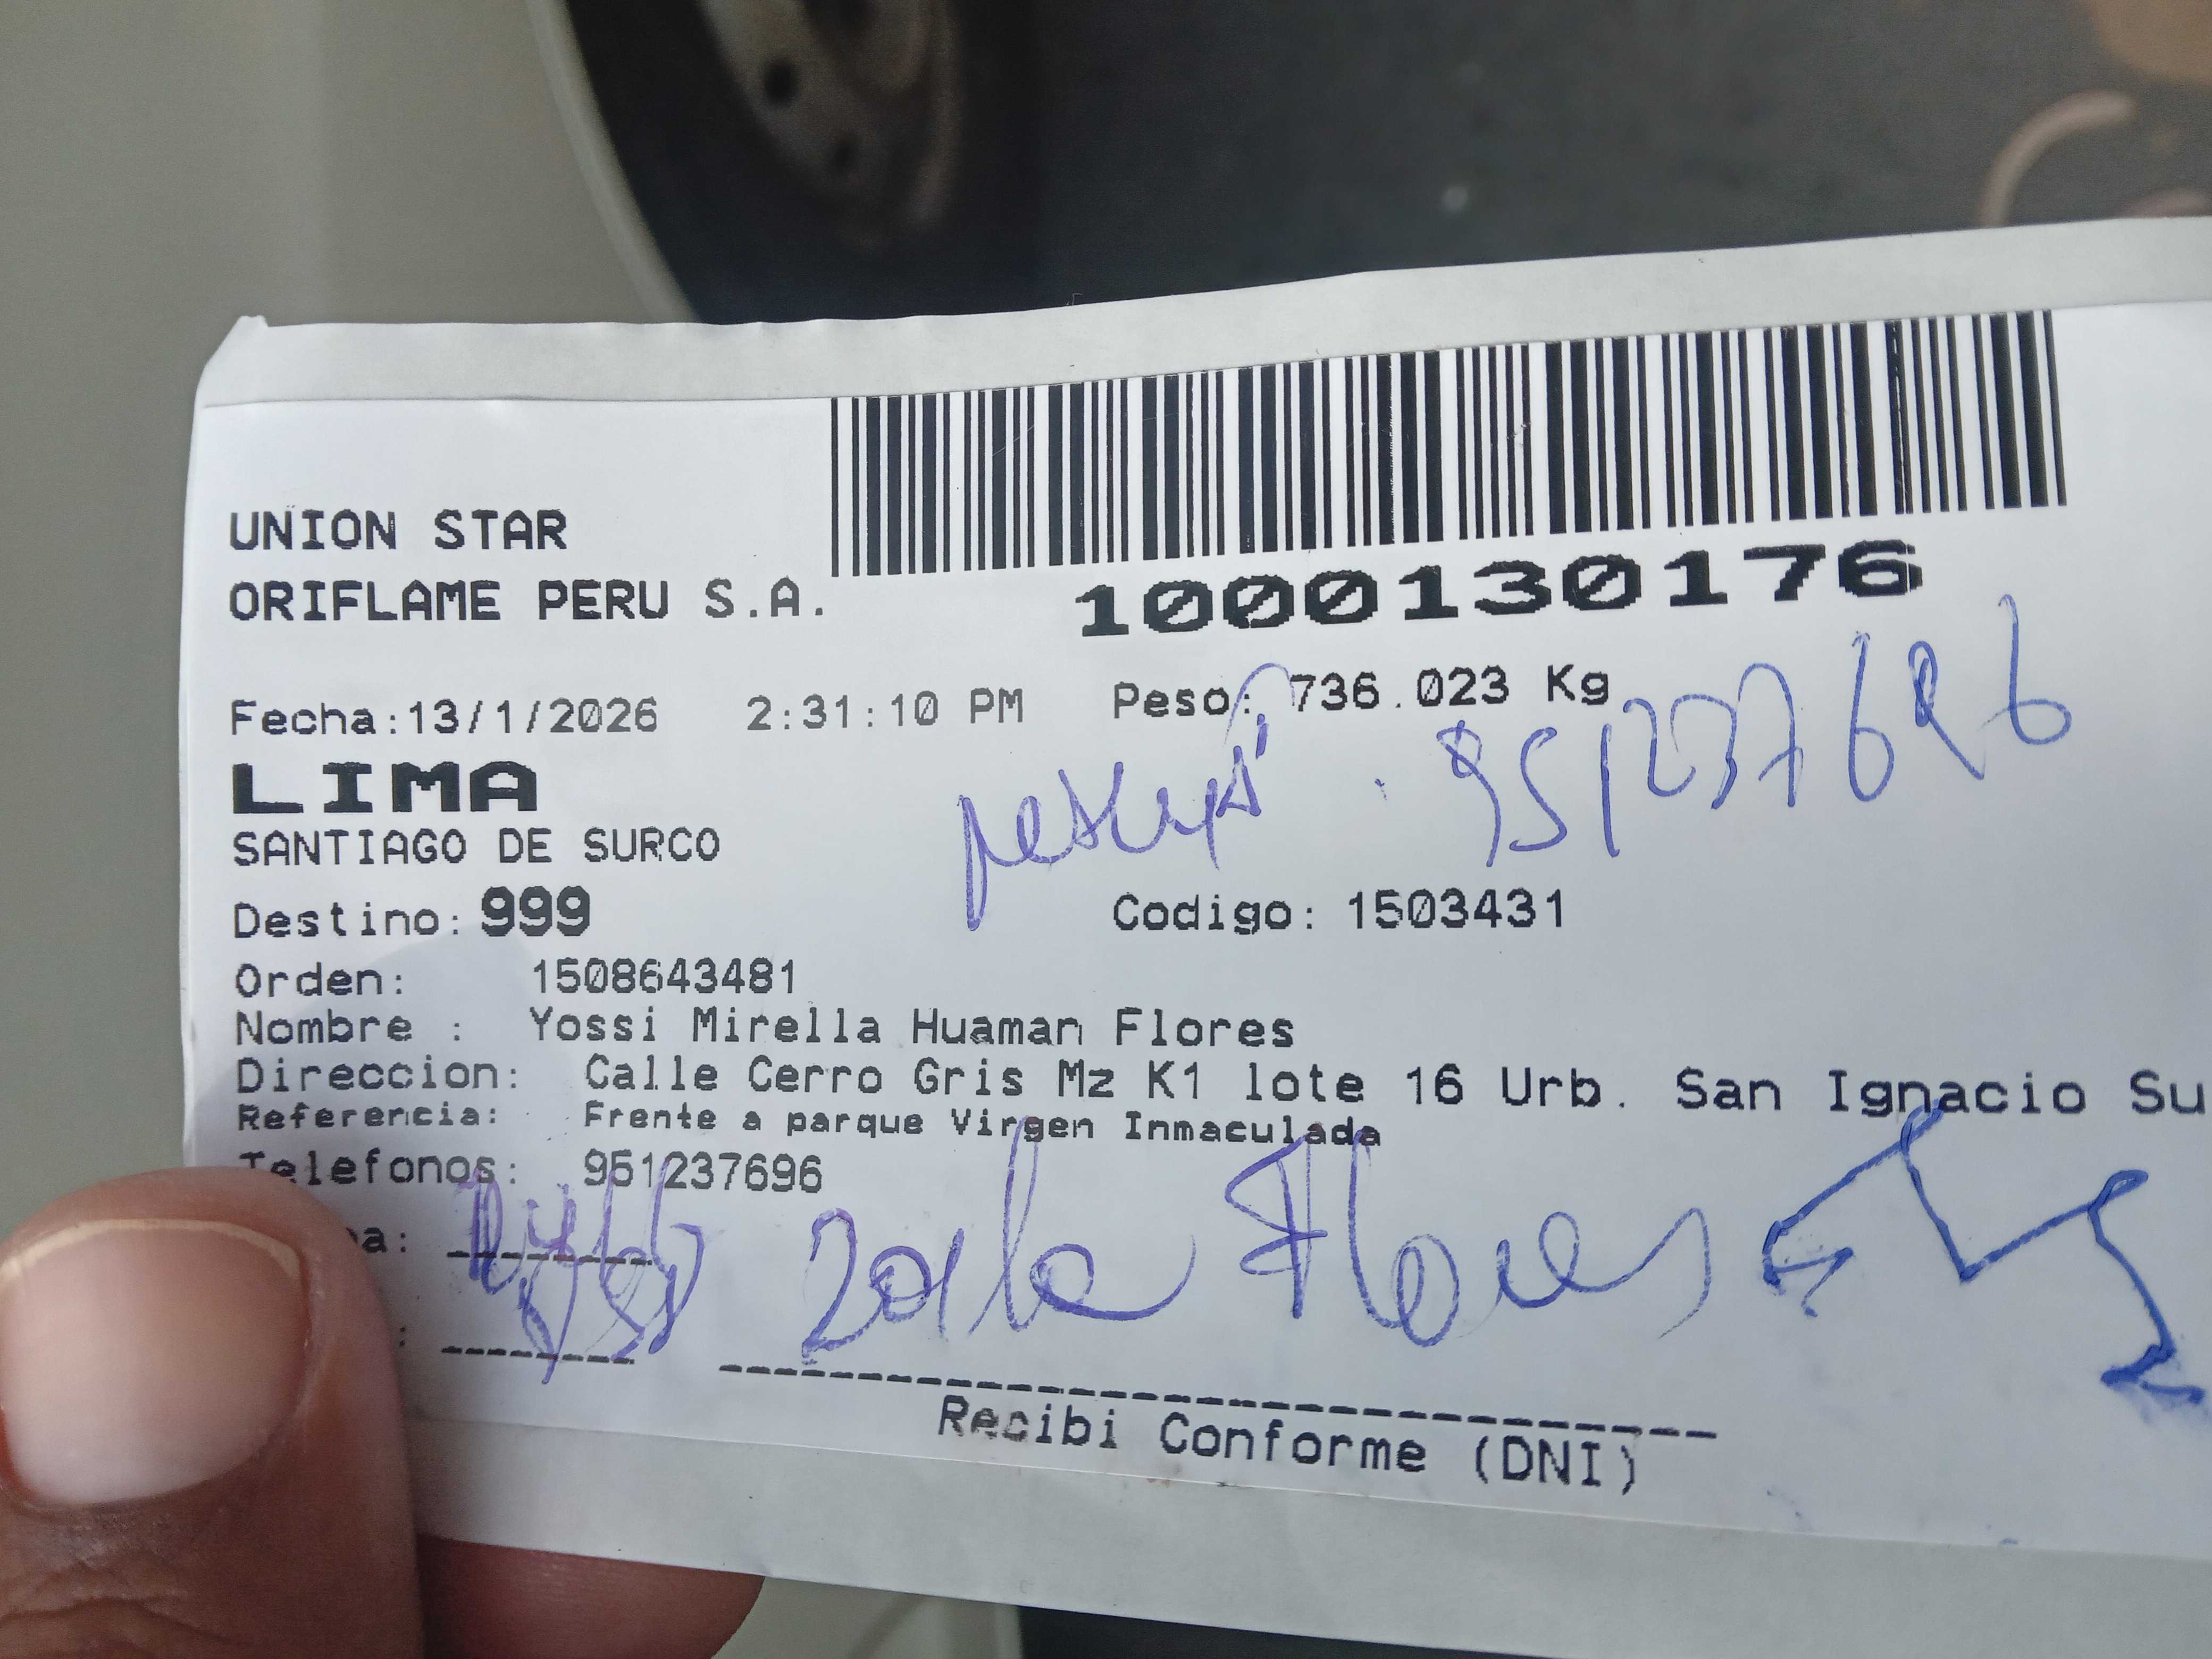 UNION STAR
ORIFLAME PERU S.A.
1000130176
Fecha:13/1/2026 2:31:10 PM Peso: 736.023 Kg
LIMA
951237696
SANTIAGO DE SURCO
Destino: 999 Codigo: 1503431
Orden: 1508643481
Nombre : Yossi Mirella Huaman Flores
Direccion: Calle Cerro Gris Mz K1 lote 16 Urb. San Ignacio Su
Referencia: Frente a parque Virgen Inmaculada
Telefonos: 951237696
Flores
Recibi Conforme (DNI)